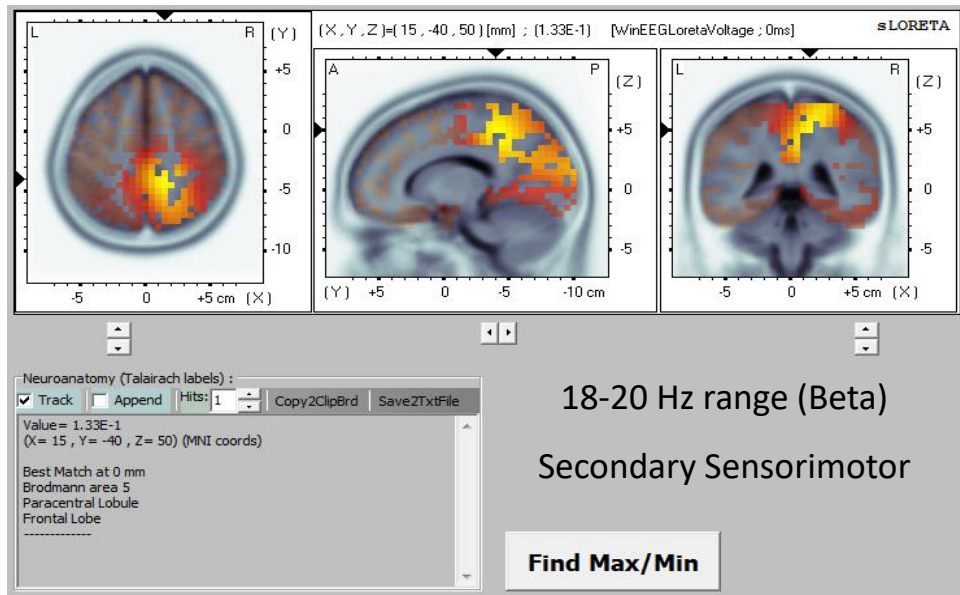 (X, Y, Z)=( 15 , -40 , 50 ) [mm] ; (1.33E-1) [WinEEGLoretaVoltage ; 0ms] sLORETA
L R (Y) A P (Z) L R (Z)
+5 +5 +5
0 0 0
-5 -5 -5
-10
-5 0 +5 cm (X) (Y) +5 0 -5 -10 cm -5 0 +5 cm (X)
Neuroanatomy (Talairach labels) :
Track Append Hits: 1 Copy2ClipBrd Save2TxtFile
Value= 1.33E-1
(X= 15 , Y= -40 , Z= 50) (MNI coords)
Best Match at 0 mm
Brodmann area 5
Paracentral Lobule
Frontal Lobe
-------------
18-20 Hz range (Beta)
Secondary Sensorimotor
Find Max/Min